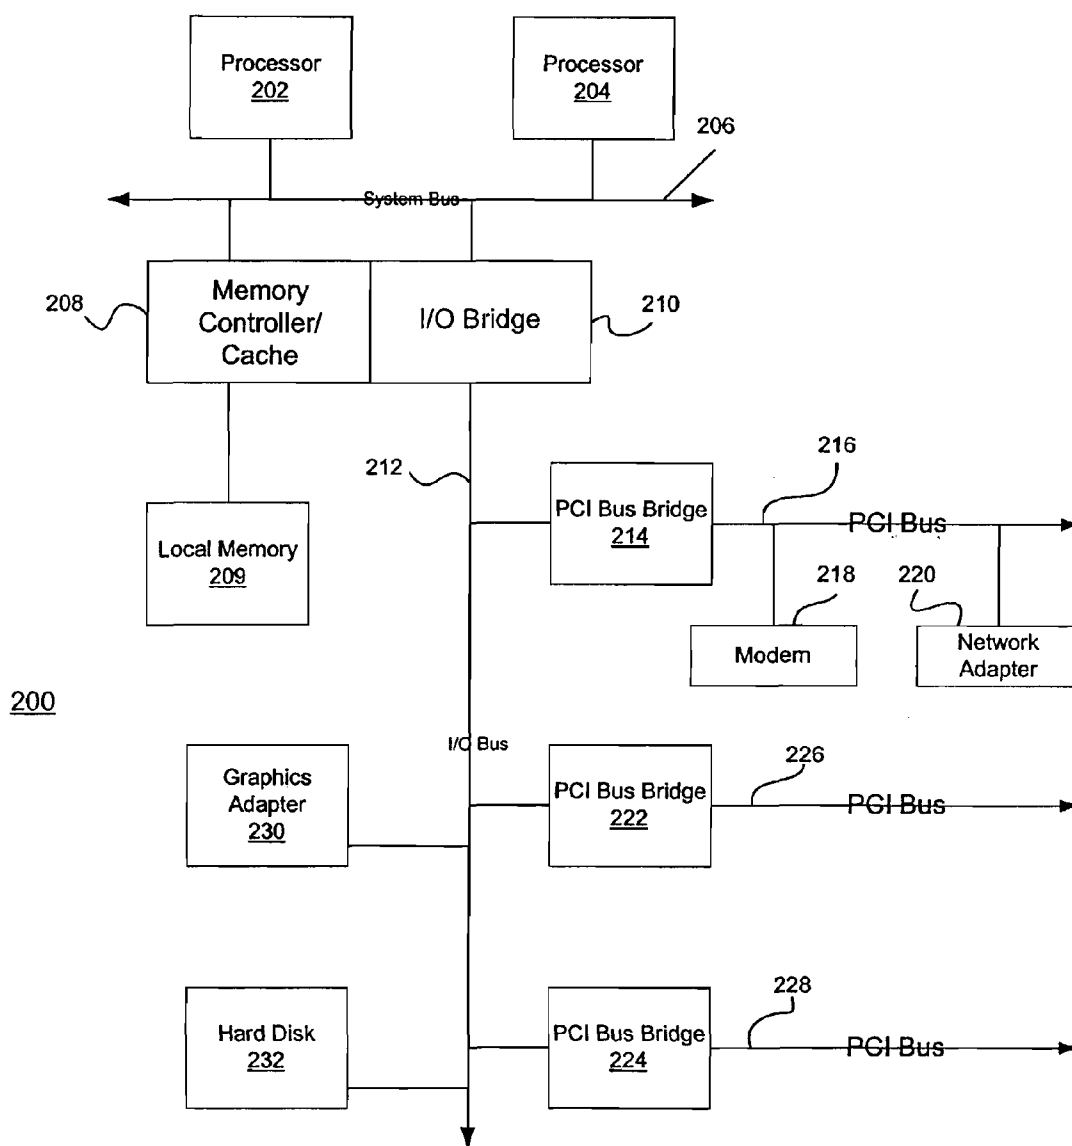 Processor
202
Processor
204
206
System Bus
208
Memory
Controller/
Cache
I/O Bridge
210
212
216
PCI Bus Bridge
214
PCI Bus
Local Memory
209
218
220
Modem
Network
Adapter
200
I/O Bus
Graphics
Adapter
230
PCI Bus Bridge
222
226
PCI Bus
Hard Disk
232
PCI Bus Bridge
224
228
PCI Bus